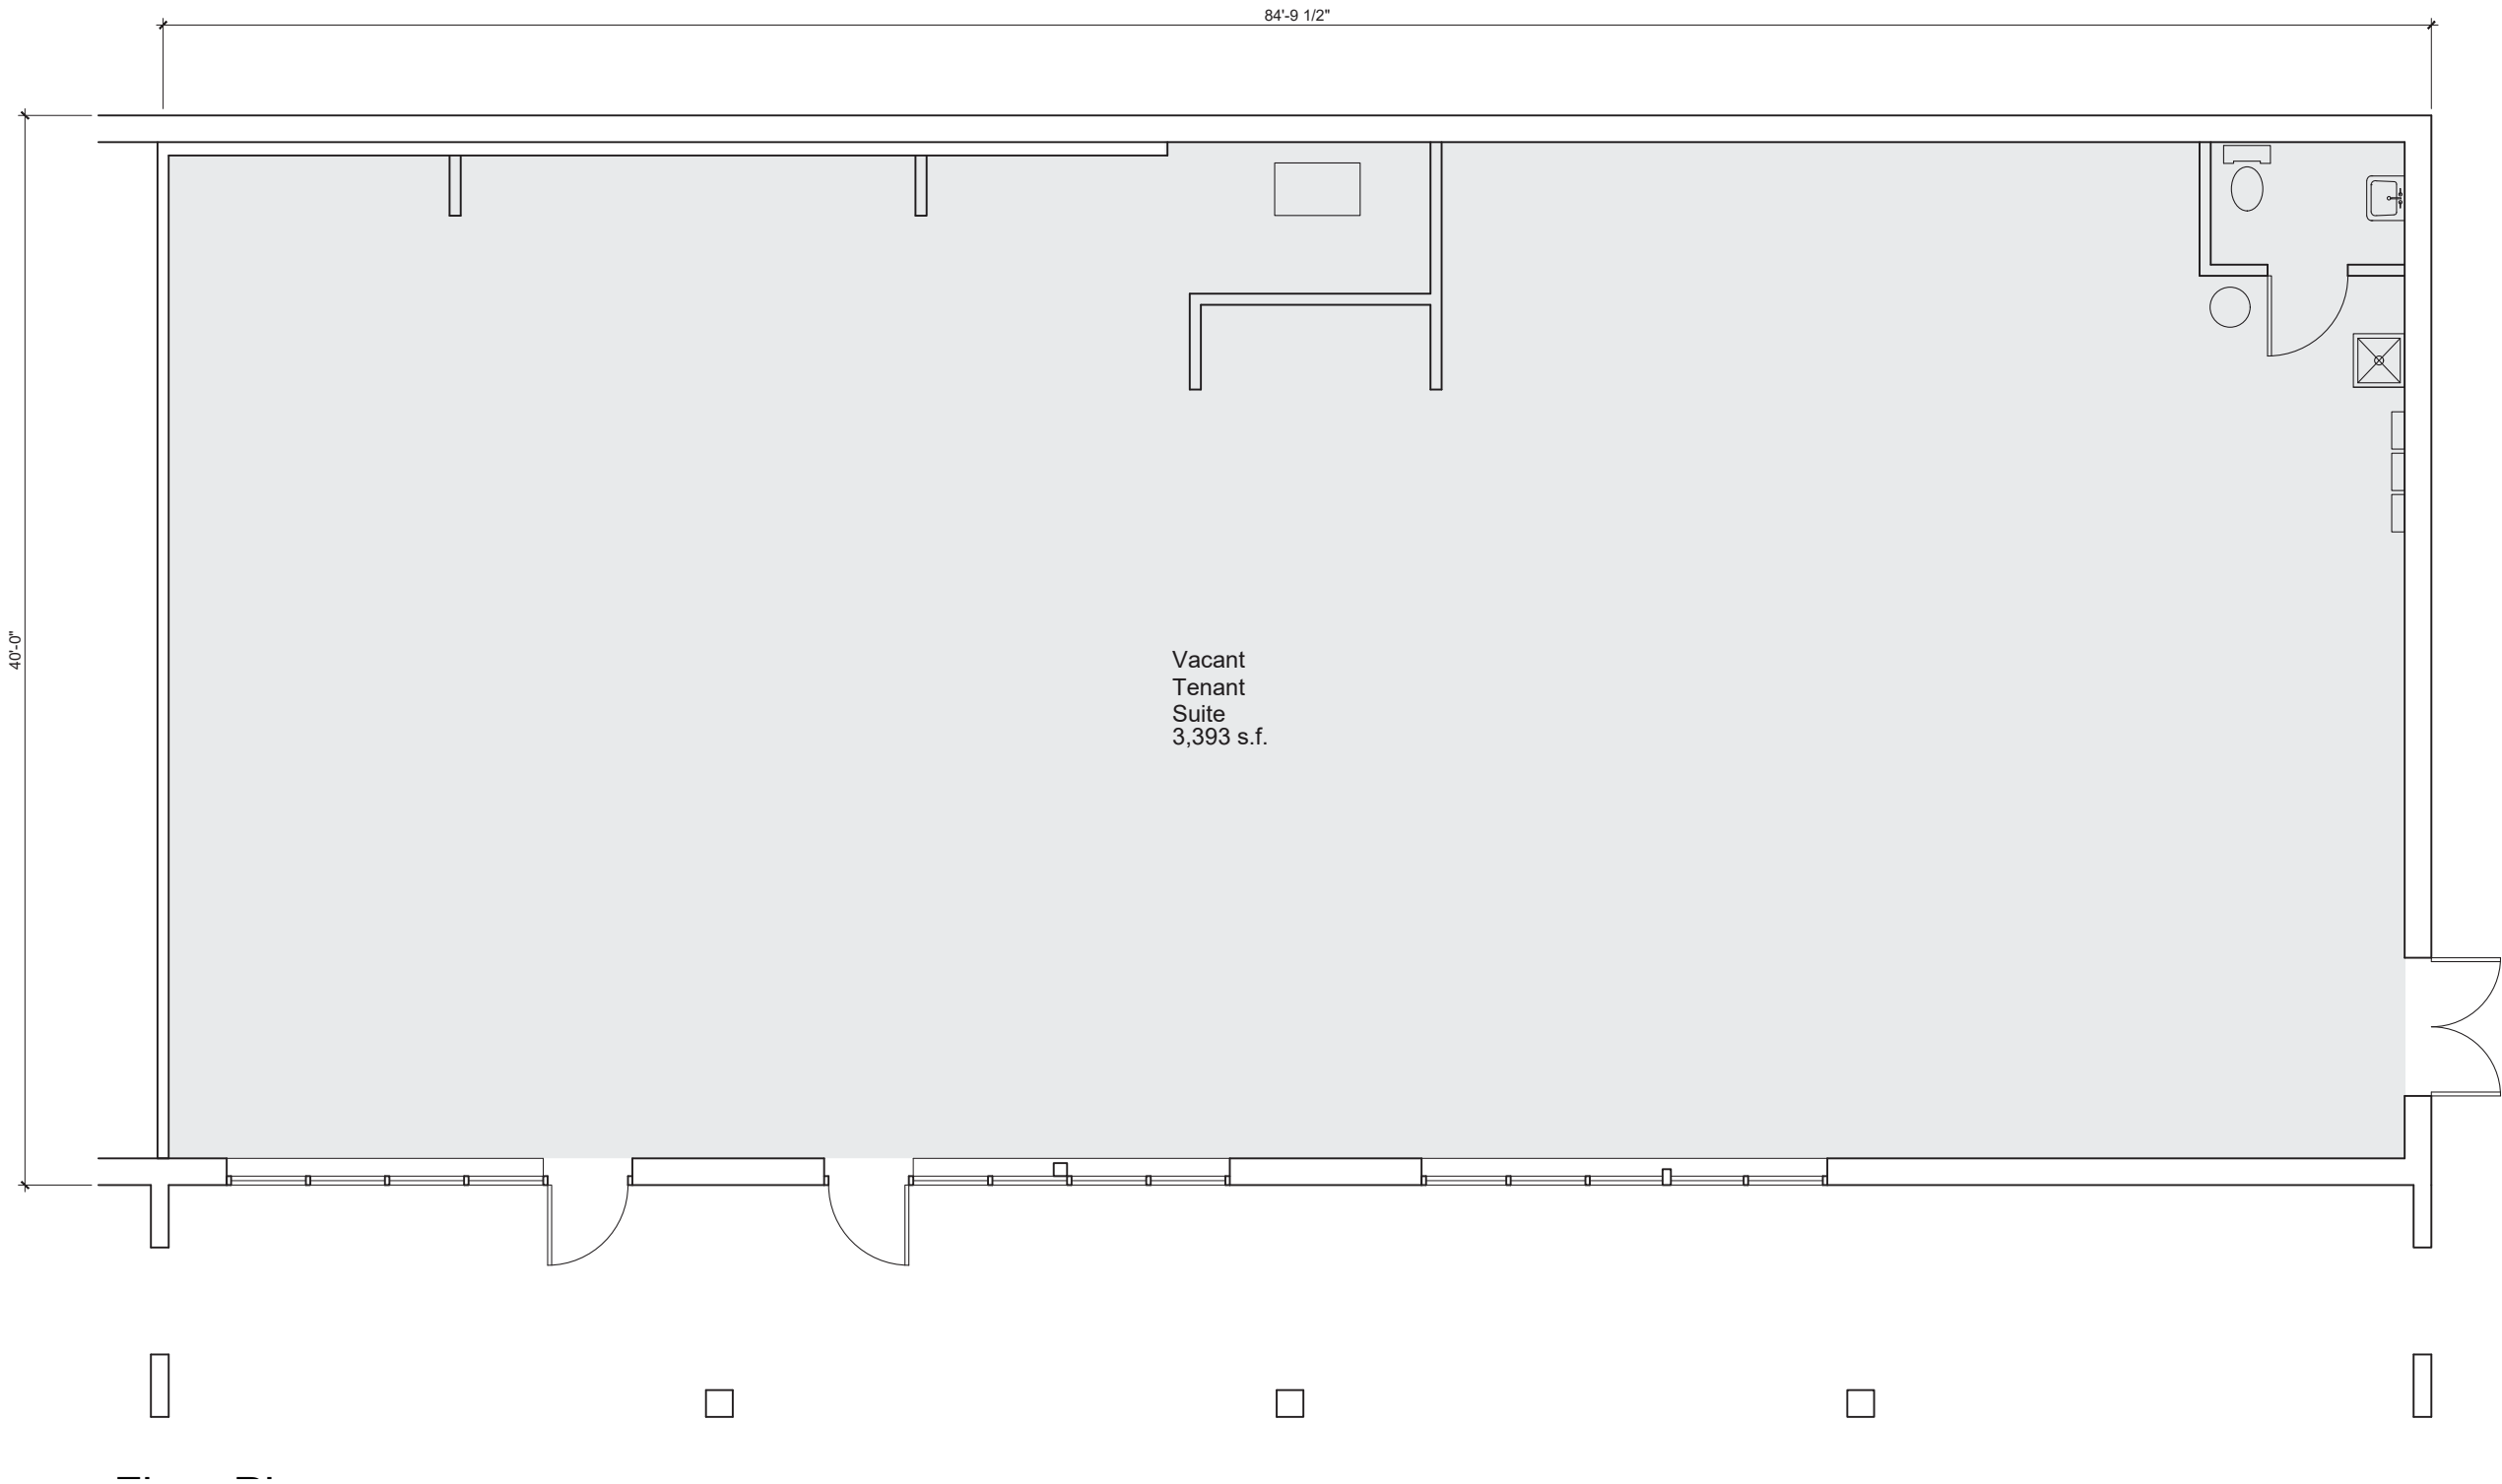 84'-9 1/2"
40'-0"
Vacant
Tenant
Suite
3,393 s.f.